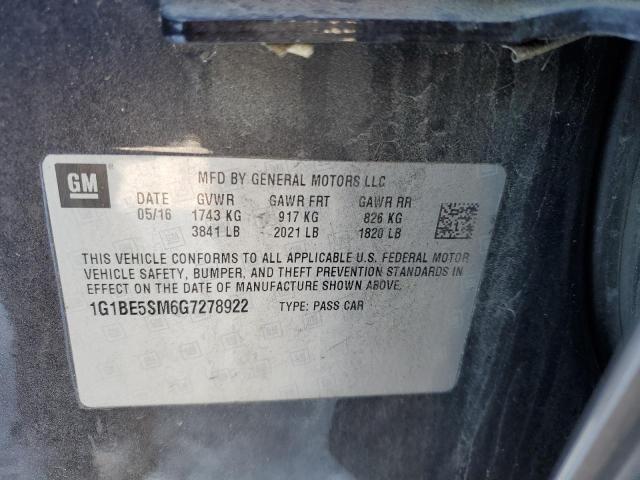 GM MFD BY GENERAL MOTORS LLC
DATE GVWR GAWR FRT GAWR RR
05/16 1743 KG 917 KG 826 KG
3841 LB 2021 LB 1820 LB
THIS VEHICLE CONFORMS TO ALL APPLICABLE U.S. FEDERAL MOTOR
VEHICLE SAFETY, BUMPER, AND THEFT PREVENTION STANDARDS IN
EFFECT ON THE DATE OF MANUFACTURE SHOWN ABOVE.
1G1BE5SM6G7278922 TYPE: PASS CAR